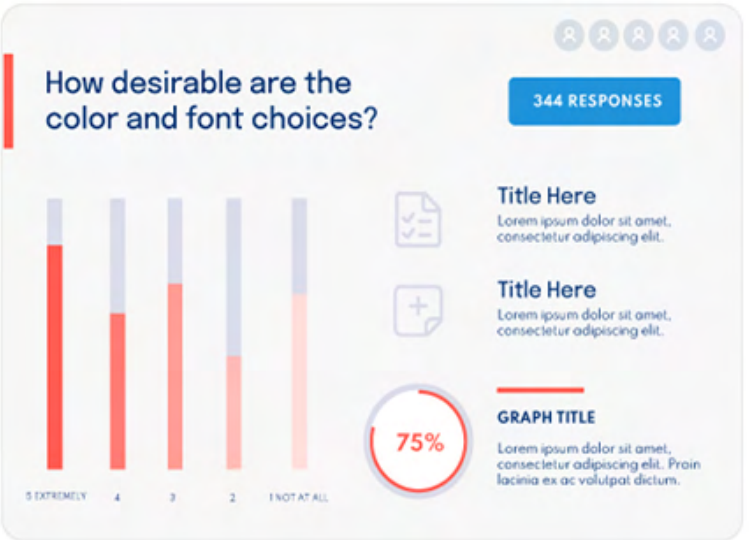 How desirable are the
color and font choices?
344 RESPONSES
Title Here
Lorem ipsum dolor sit amet,
consectetur adipiscing elit.
Title Here
Lorem ipsum dolor sit amet,
consectetur adipiscing elit.
5 EXTREMELY 4 3 2 1 NOT AT ALL
75%
GRAPH TITLE
Lorem ipsum dolor sit amet,
consectetur adipiscing elit. Proin
lacinia ex ac volutpat dictum.